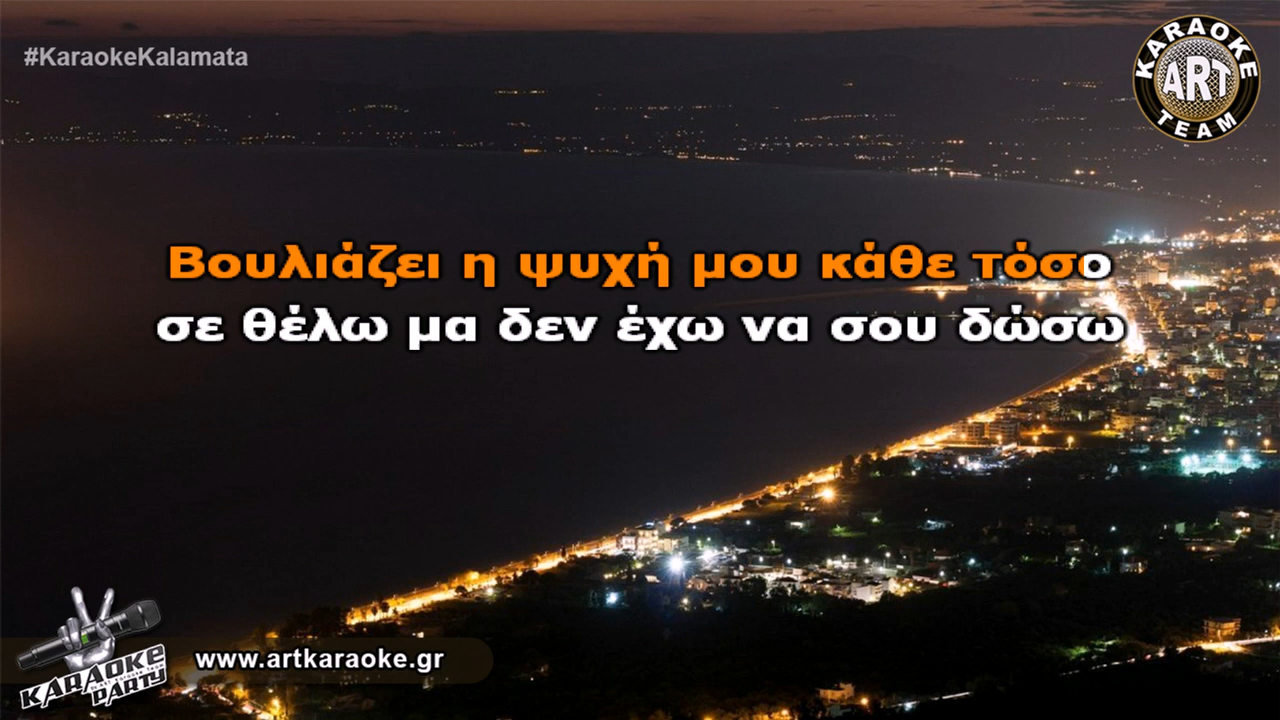 #KaraokeKalamata
KARAOKE
ART
TEAM
Βουλιάζει η ψυχή μου κάθε τόσο
σε θέλω μα δεν έχω να σου δώσω
KARAOKE
PARTY
www.artkaraoke.gr